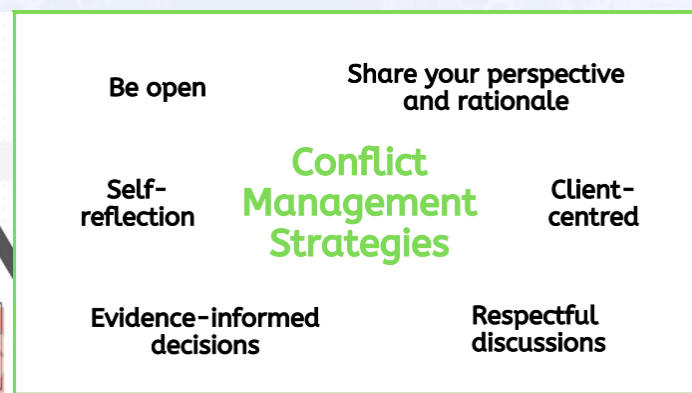 Be open
Share your perspective
and rationale
Conflict
Management
Strategies
Self-
reflection
Client-
centred
Evidence-informed
decisions
Respectful
discussions